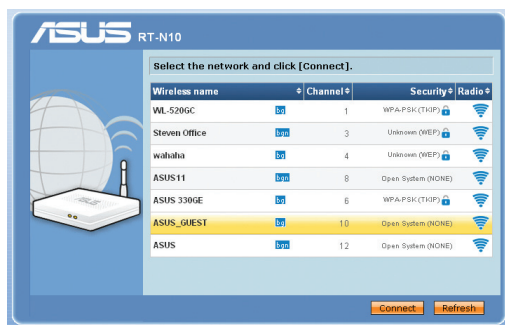 ASUS RT-N10
Select the network and click [Connect].
Wireless name Channel Security Radio
WL-520GC bg 1 WPA-PSK (TKIP)
Steven Office bgn 3 Unknown (WEP)
wahaha bg 4 Unknown (WEP)
ASUS11 bgn 8 Open System (NONE)
ASUS 330GE bg 6 WPA-PSK (TKIP)
ASUS_GUEST bg 10 Open System (NONE)
ASUS bgn 12 Open System (NONE)
Connect Refresh